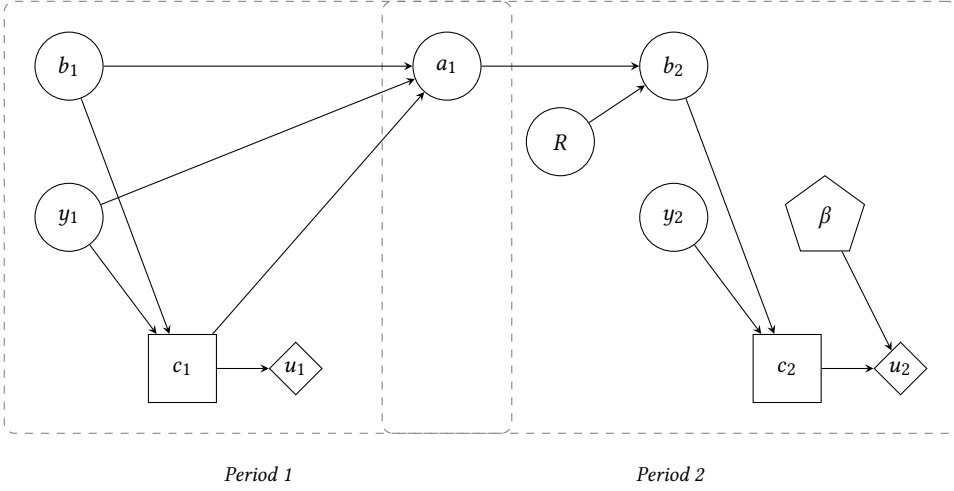 b₁
a₁
b₂
R
y₁
y₂
β
c₁
u₁
c₂
u₂
Period 1
Period 2